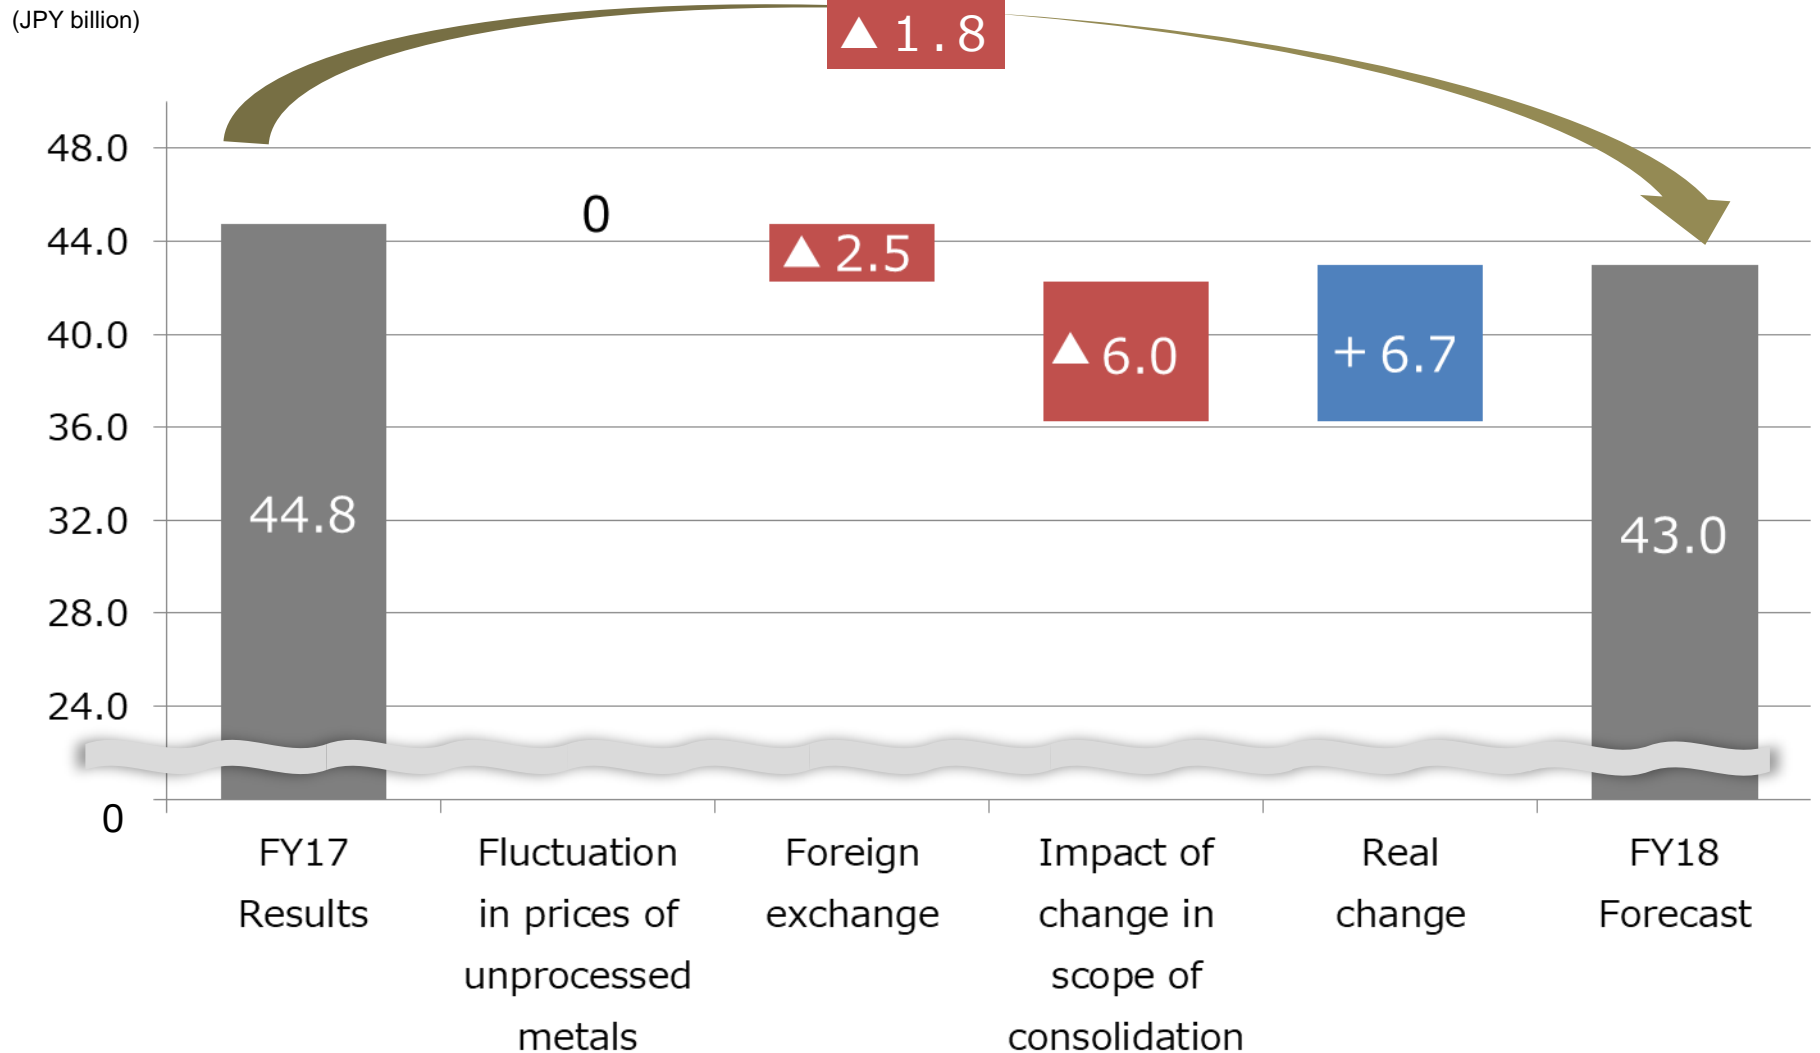 (JPY billion)
▲ 1.8
48.0
44.0
40.0
36.0
32.0
28.0
24.0
0
0
▲ 2.5
▲ 6.0
+ 6.7
44.8
43.0
FY17
Results
Fluctuation
in prices of
unprocessed
metals
Foreign
exchange
Impact of
change in
scope of
consolidation
Real
change
FY18
Forecast